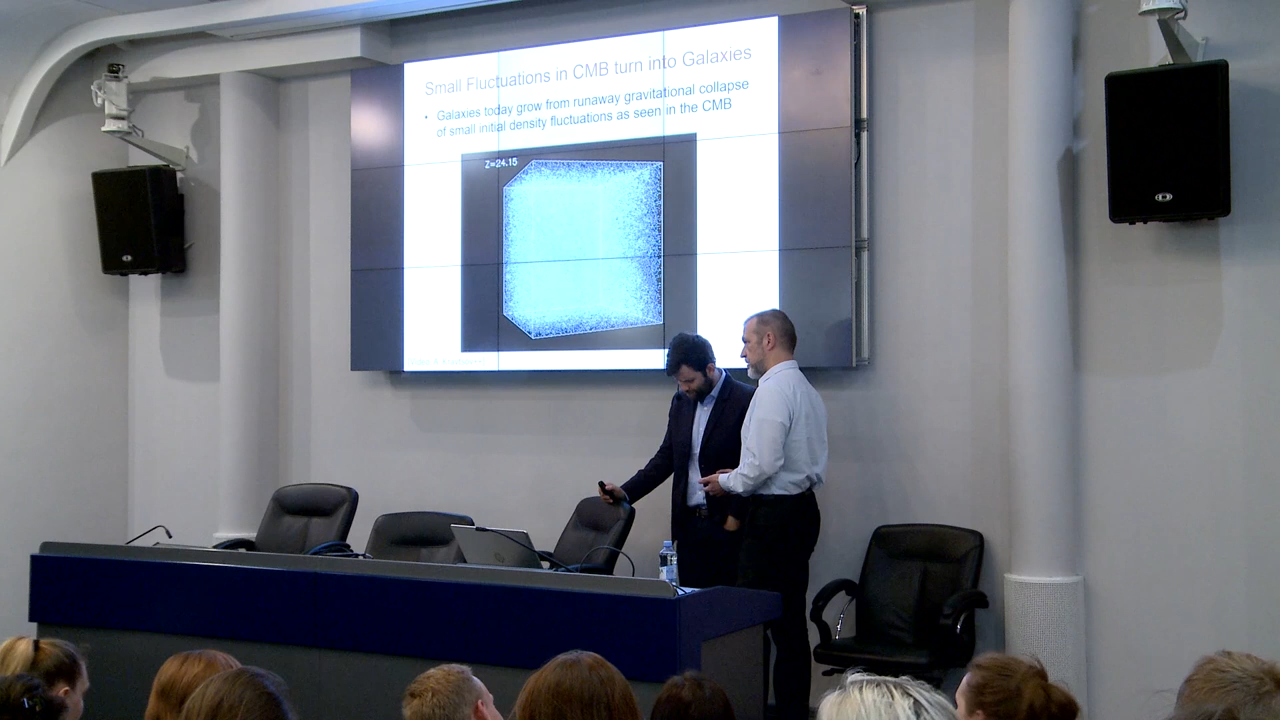 Small Fluctuations in CMB turn into Galaxies
• Galaxies today grow from runaway gravitational collapse
of small initial density fluctuations as seen in the CMB
Z=24.15